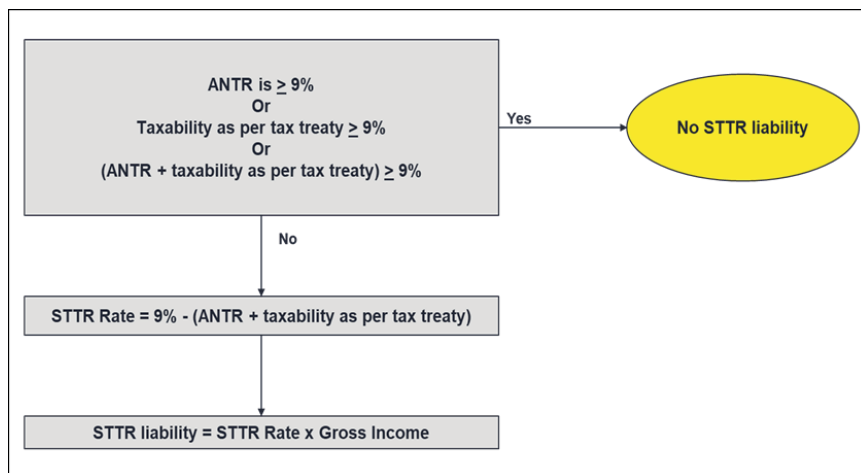 ANTR is ≥ 9%
Or
Taxability as per tax treaty ≥ 9%
Or
(ANTR + taxability as per tax treaty) ≥ 9%
Yes
No STTR liability
No
STTR Rate = 9% - (ANTR + taxability as per tax treaty)
STTR liability = STTR Rate x Gross Income